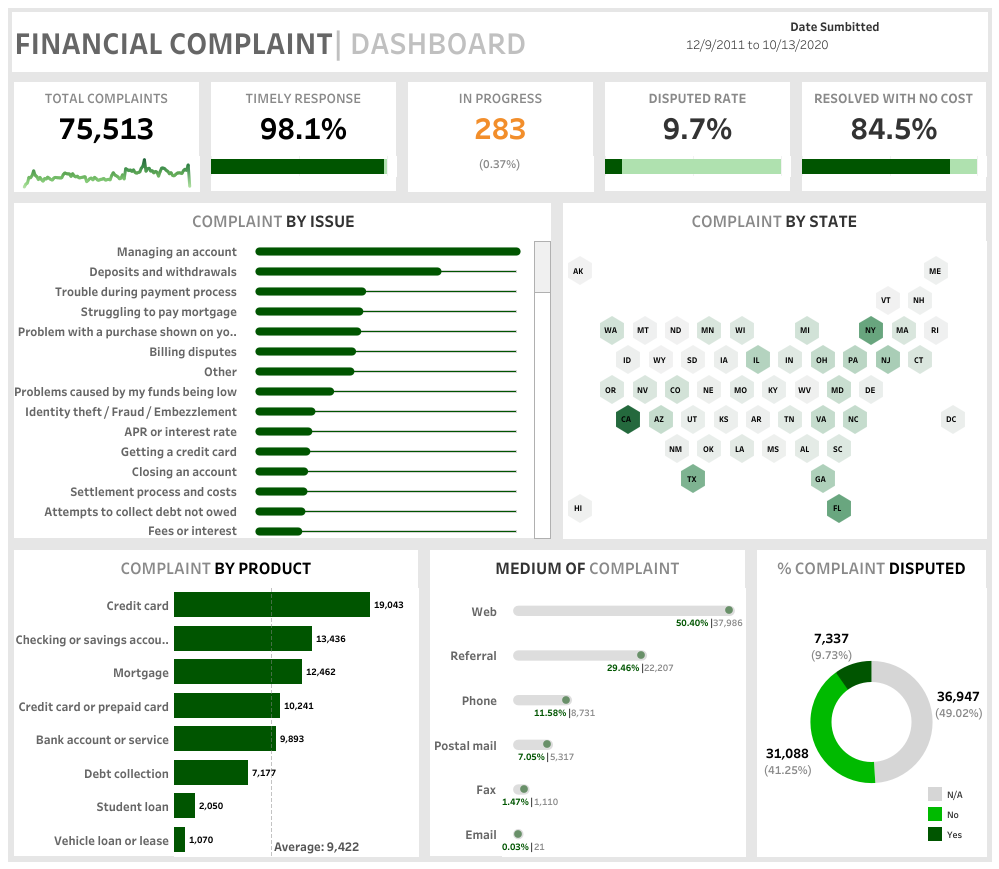 FINANCIAL COMPLAINT| DASHBOARD
Date Sumbitted
12/9/2011 to 10/13/2020
TOTAL COMPLAINTS
75,513
TIMELY RESPONSE
98.1%
IN PROGRESS
283
(0.37%)
DISPUTED RATE
9.7%
RESOLVED WITH NO COST
84.5%
COMPLAINT BY ISSUE
Managing an account
Deposits and withdrawals
Trouble during payment process
Struggling to pay mortgage
Problem with a purchase shown on yo..
Billing disputes
Other
Problems caused by my funds being low
Identity theft / Fraud / Embezzlement
APR or interest rate
Getting a credit card
Closing an account
Settlement process and costs
Attempts to collect debt not owed
Fees or interest
COMPLAINT BY STATE
AK ME
VT NH
WA MT ND MN WI MI NY MA RI
ID WY SD IA IL IN OH PA NJ CT
OR NV CO NE MO KY WV MD DE
CA AZ UT KS AR TN VA NC DC
NM OK LA MS AL SC
TX GA
HI FL
COMPLAINT BY PRODUCT
Credit card 19,043
Checking or savings accou.. 13,436
Mortgage 12,462
Credit card or prepaid card 10,241
Bank account or service 9,893
Debt collection 7,177
Student loan 2,050
Vehicle loan or lease 1,070
Average: 9,422
MEDIUM OF COMPLAINT
Web
50.40% |37,986
Referral
29.46% |22,207
Phone
11.58% |8,731
Postal mail
7.05% |5,317
Fax
1.47% |1,110
Email
0.03% |21
% COMPLAINT DISPUTED
7,337
(9.73%)
36,947
(49.02%)
31,088
(41.25%)
N/A
No
Yes